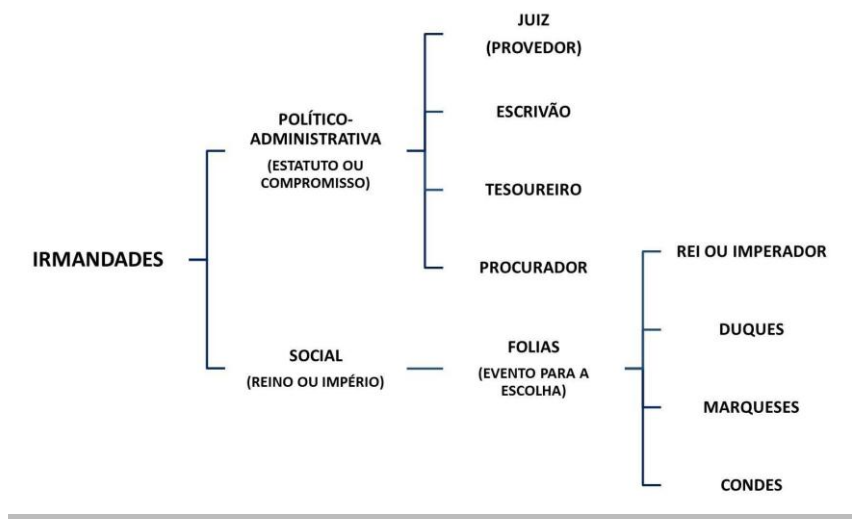 IRMANDADES
POLÍTICO-
ADMINISTRATIVA
(ESTATUTO OU
COMPROMISSO)
JUIZ
(PROVEDOR)
ESCRIVÃO
TESOUREIRO
PROCURADOR
SOCIAL
(REINO OU IMPÉRIO)
FOLIAS
(EVENTO PARA A
ESCOLHA)
REI OU IMPERADOR
DUQUES
MARQUESES
CONDES